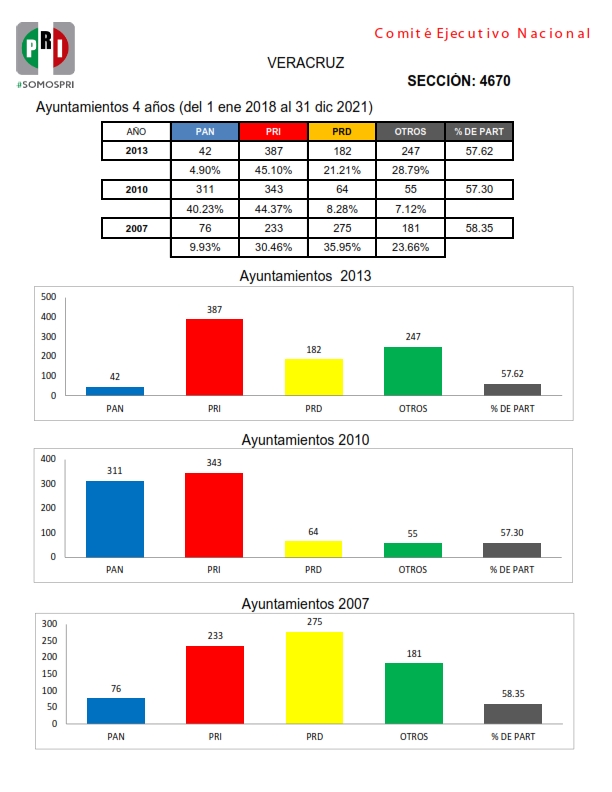 Comité Ejecutivo Nacional
PRI
#SOMOSPRI
VERACRUZ
SECCIÓN: 4670
Ayuntamientos 4 años (del 1 ene 2018 al 31 dic 2021)
AÑO PAN PRI PRD OTROS % DE PART
2013 42 387 182 247 57.62
4.90% 45.10% 21.21% 28.79%
2010 311 343 64 55 57.30
40.23% 44.37% 8.28% 7.12%
2007 76 233 275 181 58.35
9.93% 30.46% 35.95% 23.66%
Ayuntamientos 2013
500
400
300
200
100
0
42 387 182 247 57.62
PAN PRI PRD OTROS % DE PART
Ayuntamientos 2010
400
300
200
100
0
311 343 64 55 57.30
PAN PRI PRD OTROS % DE PART
Ayuntamientos 2007
300
250
200
150
100
50
0
76 233 275 181 58.35
PAN PRI PRD OTROS % DE PART